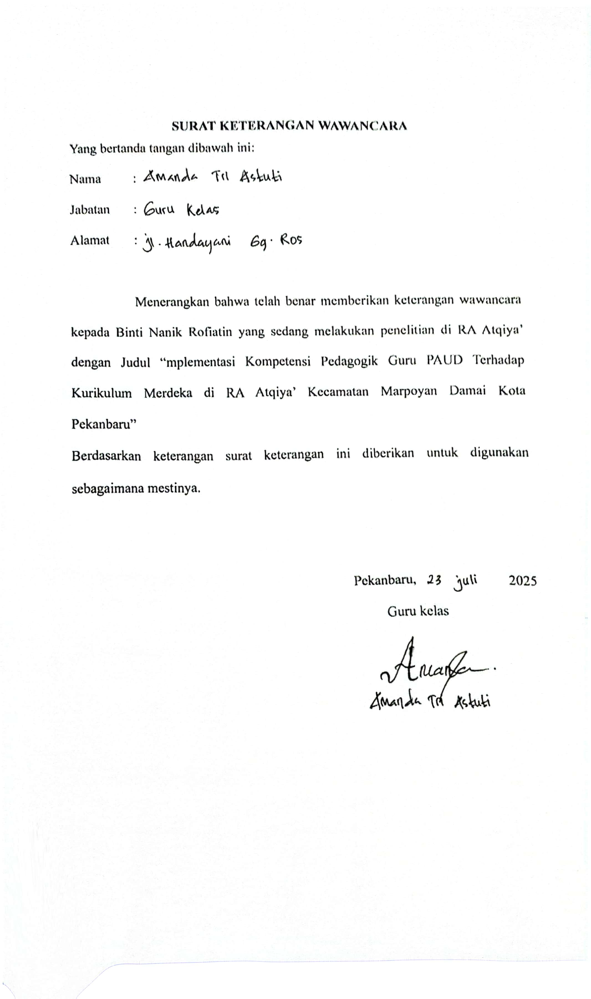 SURAT KETERANGAN WAWANCARA
Yang bertanda tangan dibawah ini:
Nama : Amanda Tri Astuti
Jabatan : Guru Kelas
Alamat : jl. Handayani Gg. Ros
Menerangkan bahwa telah benar memberikan keterangan wawancara
kepada Binti Nanik Rofiatin yang sedang melakukan penelitian di RA Atqiya’
dengan Judul “mplementasi Kompetensi Pedagogik Guru PAUD Terhadap
Kurikulum Merdeka di RA Atqiya’ Kecamatan Marpoyan Damai Kota
Pekanbaru”
Berdasarkan keterangan surat keterangan ini diberikan untuk digunakan
sebagaimana mestinya.
Pekanbaru, 23 juli 2025
Guru kelas
Amanda.
Amanda Tri Astuti